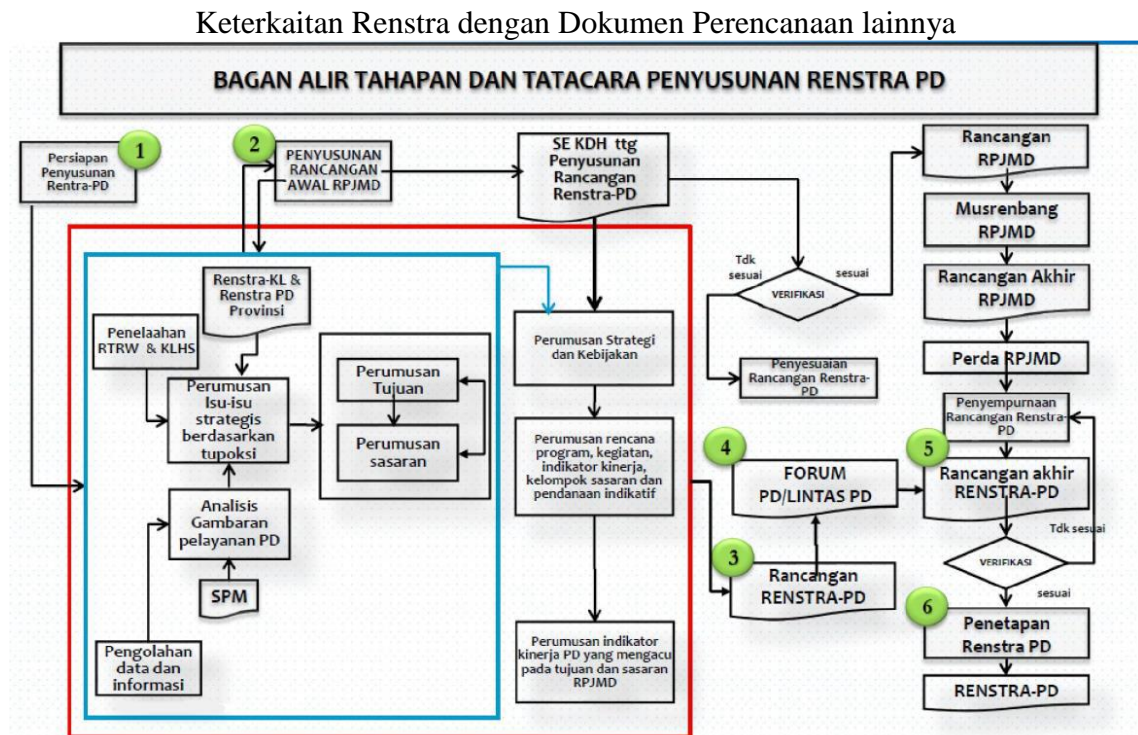 Keterkaitan Renstra dengan Dokumen Perencanaan lainnya
BAGAN ALIR TAHAPAN DAN TATACARA PENYUSUNAN RENSTRA PD
1
Persiapan
Penyusunan
Rentra-PD
2
PENYUSUNAN
RANCANGAN
AWAL RPJMD
SE KDH ttg
Penyusunan
Rancangan
Renstra-PD
Rancangan
RPJMD
Musrenbang
RPJMD
Rancangan Akhir
RPJMD
Perda RPJMD
Tdk
sesuai
sesuai
VERIFIKASI
Penyesuaian
Rancangan Renstra-
PD
Renstra-KL &
Renstra PD
Provinsi
Penelaahan
RTRW & KLHS
Perumusan
Isu-isu
strategis
berdasarkan
tupoksi
Perumusan
Tujuan
Perumusan
sasaran
Analisis
Gambaran
pelayanan PD
SPM
Pengolahan
data dan
informasi
Perumusan Strategi
dan Kebijakan
Perumusan rencana
program, kegiatan,
indikator kinerja,
kelompok sasaran dan
pendanaan indikatif
Perumusan indikator
kinerja PD yang mengacu
pada tujuan dan sasaran
RPJMD
3
Rancangan
RENSTRA-PD
4
FORUM
PD/LINTAS PD
Penyempurnaan
Rancangan Renstra-
PD
5
Rancangan akhir
RENSTRA-PD
Tdk sesuai
VERIFIKASI
sesuai
6
Penetapan
Renstra PD
RENSTRA-PD